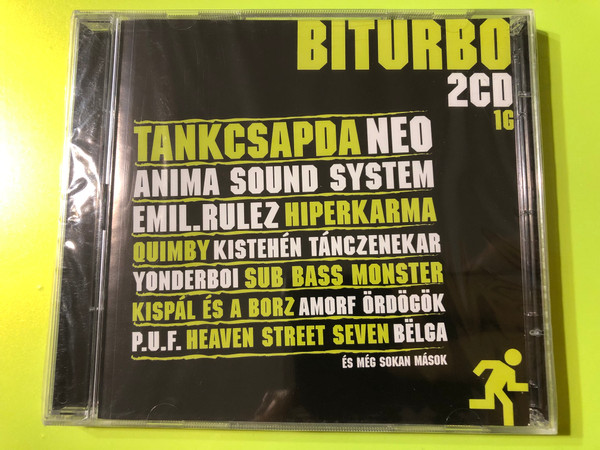 BITURBO
2CD
1G
TANKCSAPDA NEO
ANIMA SOUND SYSTEM
EMIL.RULEZ HIPERKARMA
QUIMBY KISTEHÉN TÁNCZENEKAR
YONDERBOI SUB BASS MONSTER
KISPÁL ÉS A BORZ AMORF ÖRDÖGÖK
P.U.F. HEAVEN STREET SEVEN BËLGA
ÉS MÉG SOKAN MÁSOK